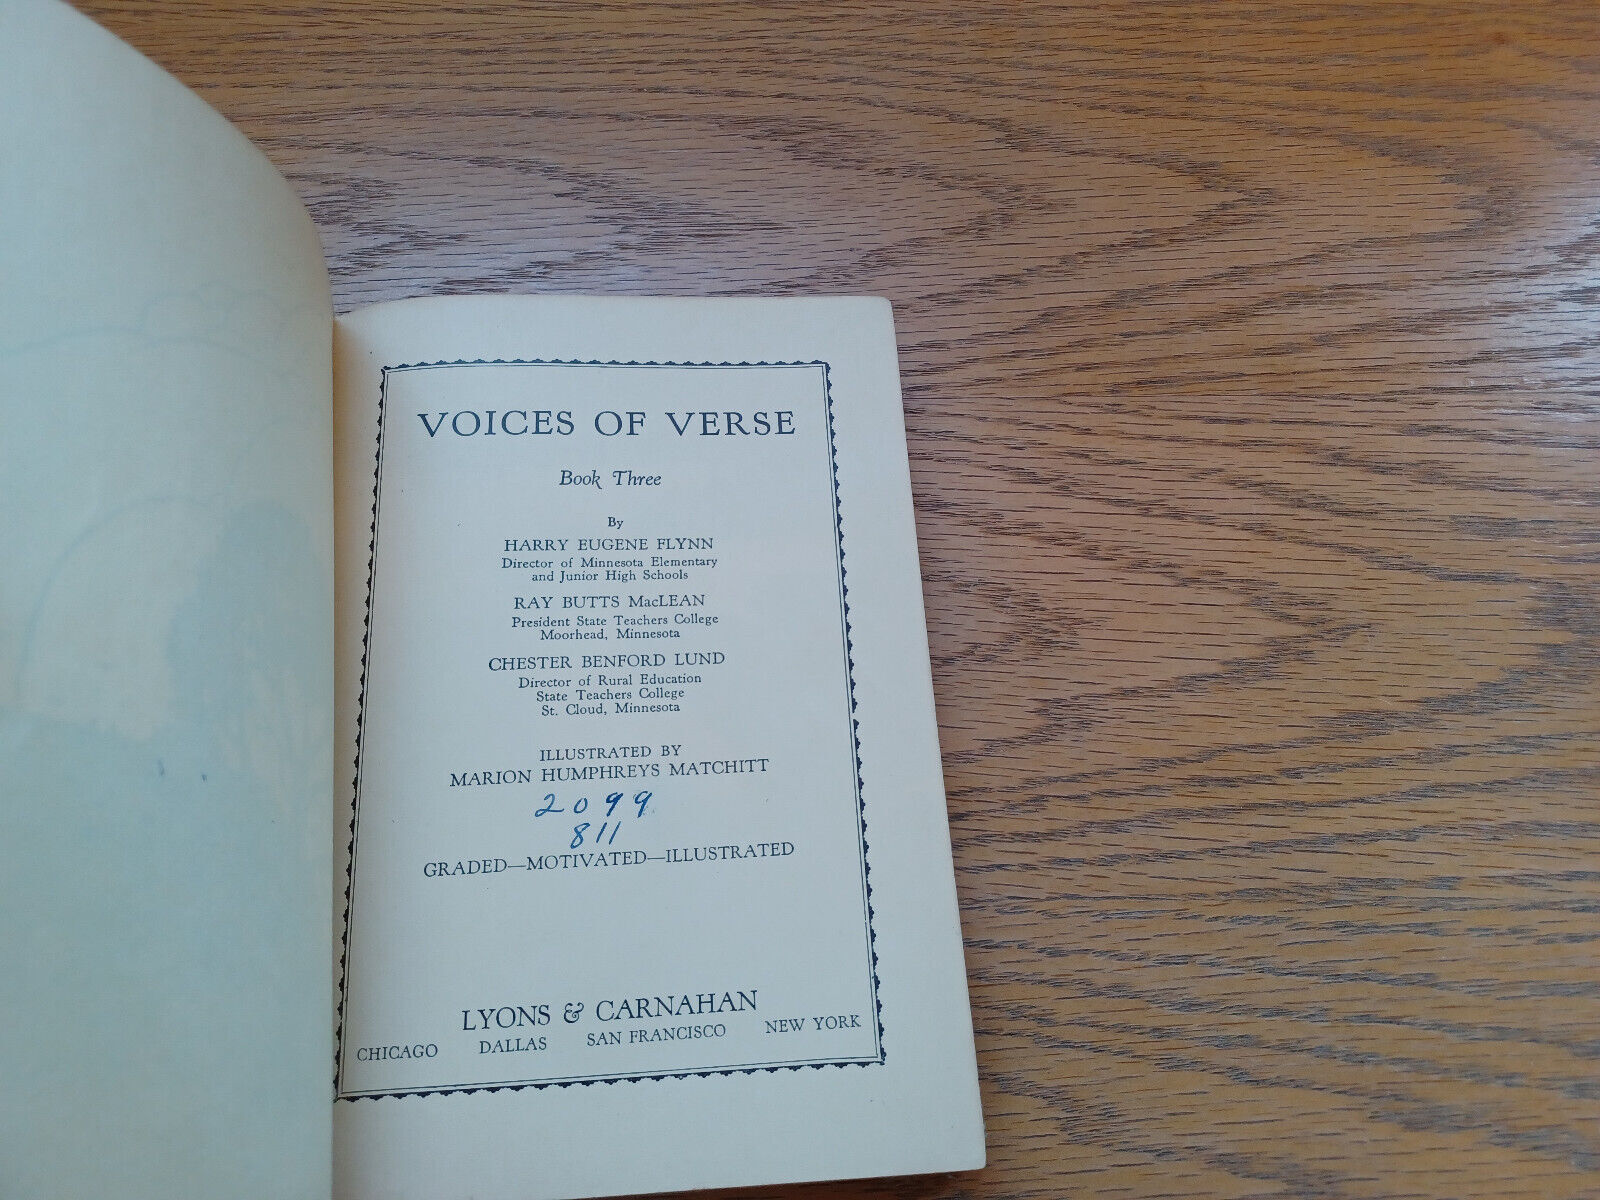 VOICES OF VERSE
Book Three
By
HARRY EUGENE FLYNN
Director of Minnesota Elementary
and Junior High Schools
RAY BUTTS MacLEAN
President State Teachers College
Moorhead, Minnesota
CHESTER BENFORD LUND
Director of Rural Education
State Teachers College
St. Cloud, Minnesota
ILLUSTRATED BY
MARION HUMPHREYS MATCHITT
2099
811
GRADED—MOTIVATED—ILLUSTRATED
LYONS & CARNAHAN
CHICAGO DALLAS SAN FRANCISCO NEW YORK